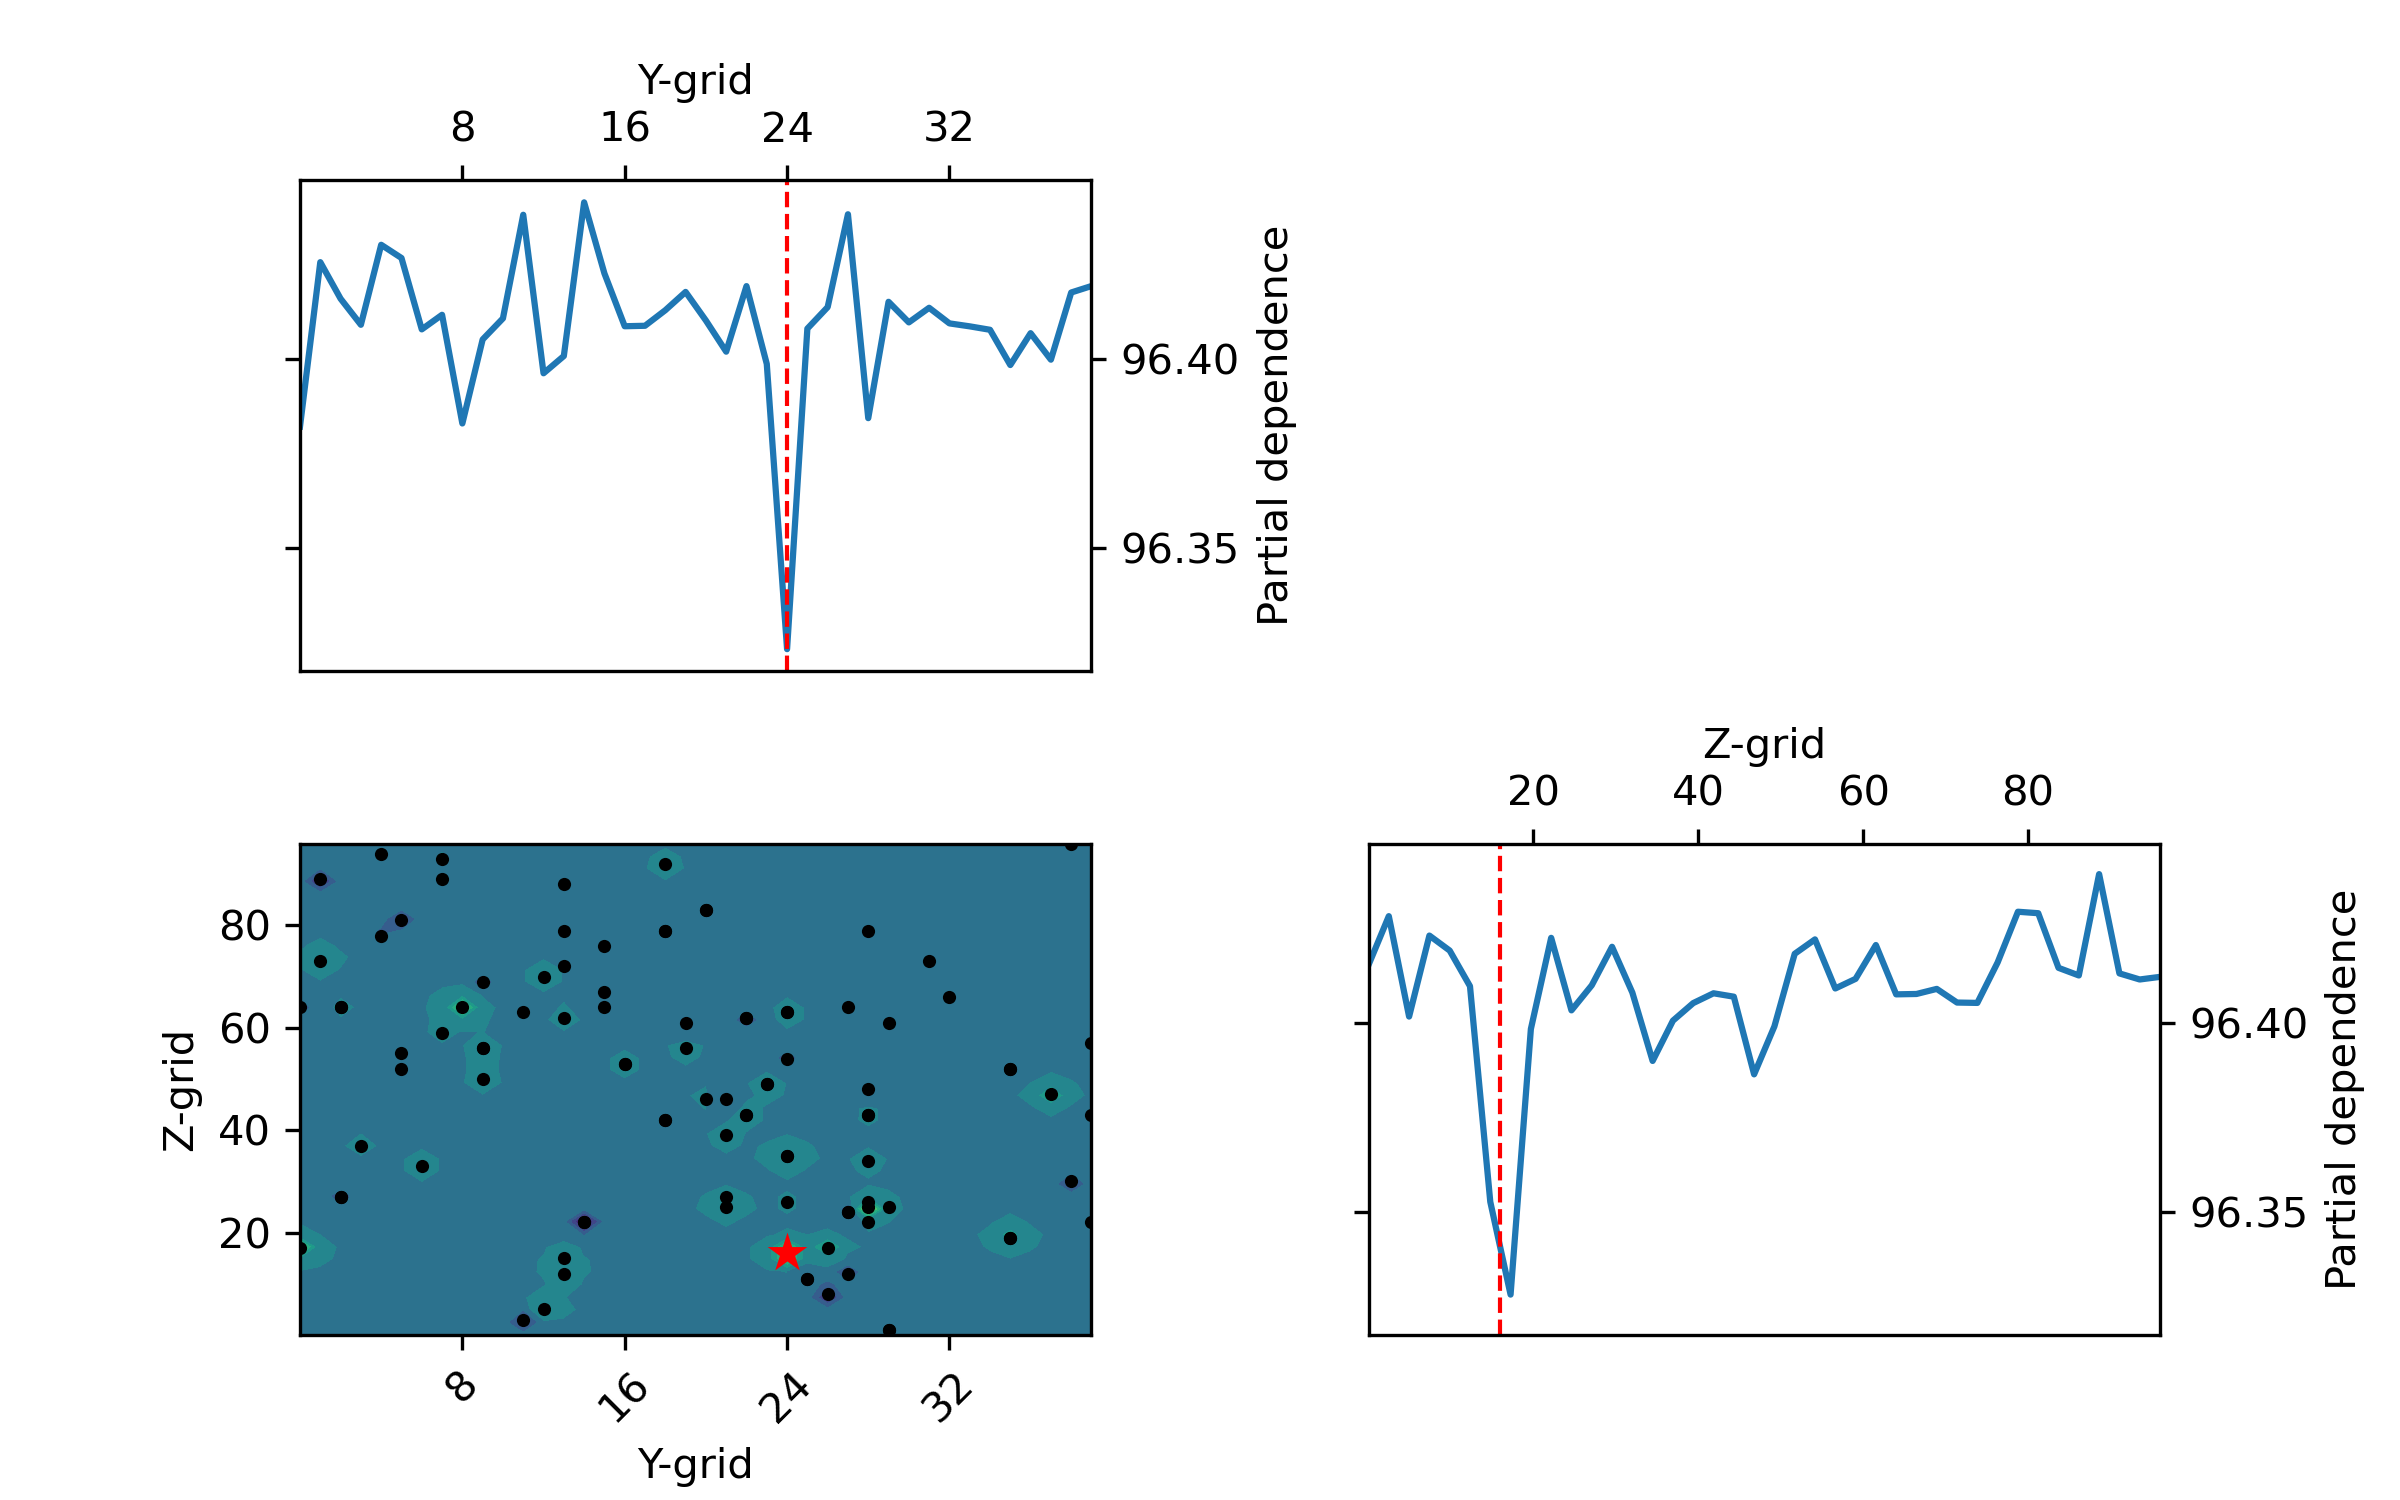 Y-grid
8 16 24 32
96.40
96.35
Partial dependence
Z-grid
20 40 60 80
96.40
96.35
Partial dependence
80
60
40
20
Z-grid
8 16 24 32
Y-grid